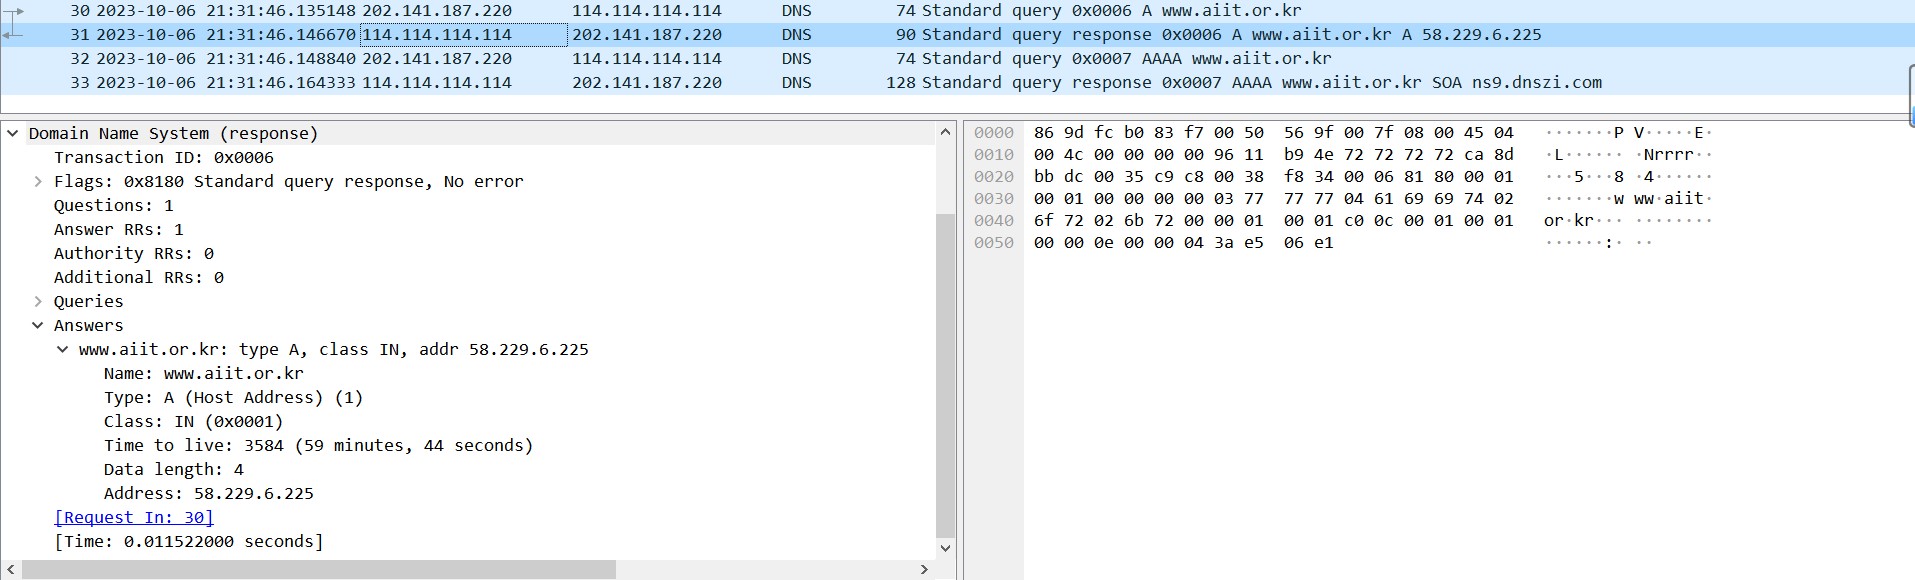 30 2023-10-06 21:31:46.135148 202.141.187.220 114.114.114.114 DNS 74 Standard query 0x0006 A www.aiit.or.kr
31 2023-10-06 21:31:46.146670 114.114.114.114 202.141.187.220 DNS 90 Standard query response 0x0006 A www.aiit.or.kr A 58.229.6.225
32 2023-10-06 21:31:46.148840 202.141.187.220 114.114.114.114 DNS 74 Standard query 0x0007 AAAA www.aiit.or.kr
33 2023-10-06 21:31:46.164333 114.114.114.114 202.141.187.220 DNS 128 Standard query response 0x0007 AAAA www.aiit.or.kr SOA ns9.dnszi.com
Domain Name System (response)
Transaction ID: 0x0006
Flags: 0x8180 Standard query response, No error
Questions: 1
Answer RRs: 1
Authority RRs: 0
Additional RRs: 0
Queries
Answers
www.aiit.or.kr: type A, class IN, addr 58.229.6.225
Name: www.aiit.or.kr
Type: A (Host Address) (1)
Class: IN (0x0001)
Time to live: 3584 (59 minutes, 44 seconds)
Data length: 4
Address: 58.229.6.225
[Request In: 30]
[Time: 0.011522000 seconds]
0000 86 9d fc b0 83 f7 00 50 56 9f 00 7f 08 00 45 04 ·······P V·····E·
0010 00 4c 00 00 00 00 96 11 b9 4e 72 72 72 72 ca 8d ·L······ ·Nrrrr··
0020 bb dc 00 35 c9 c8 00 38 f8 34 00 06 81 80 00 01 ···5···8 ·4······
0030 00 01 00 00 00 00 03 77 77 77 04 61 69 69 74 02 ·······w ww·aiit·
0040 6f 72 02 6b 72 00 00 01 00 01 c0 0c 00 01 00 01 or·kr··· ········
0050 00 00 0e 00 00 04 3a e5 06 e1 ······:· ··